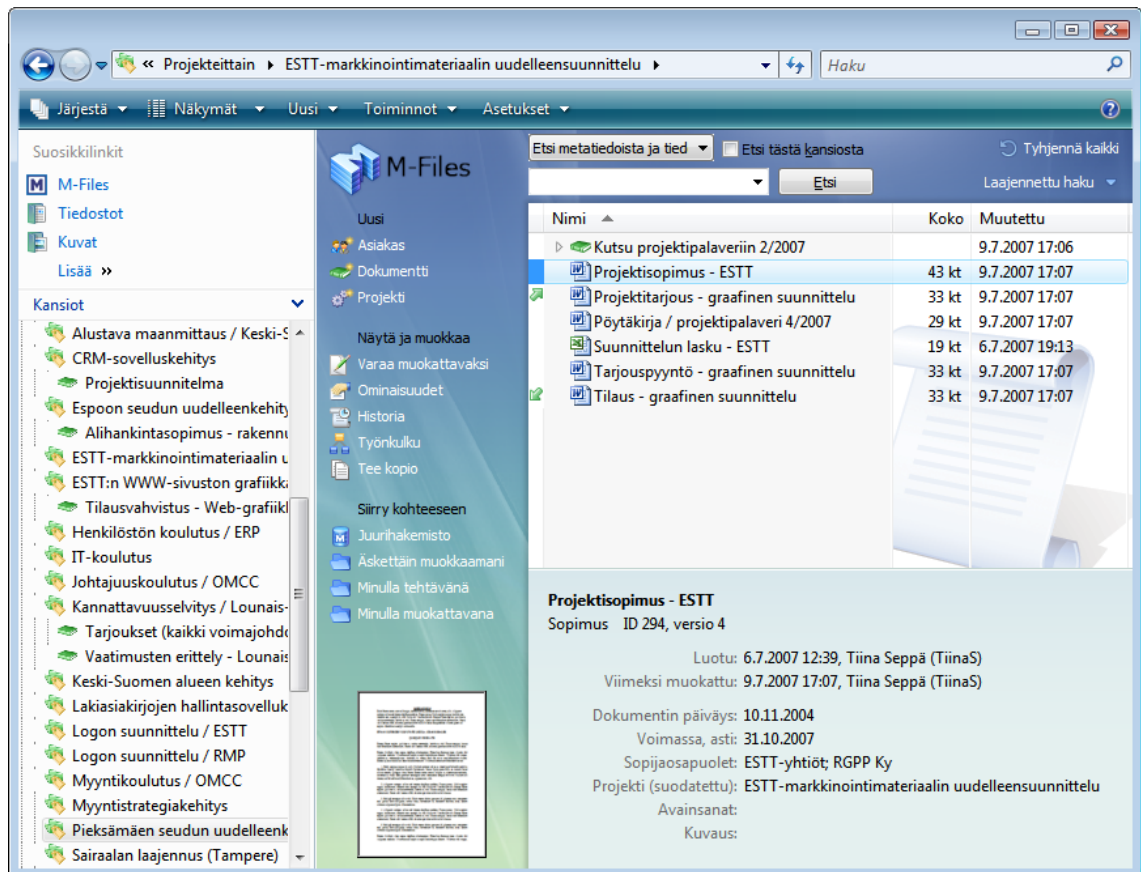 « Projekteittain ▸ ESTT-markkinointimateriaalin uudelleensuunnittelu ▸
Haku
Järjestä Näkymät Uusi Toiminnot Asetukset
Suosikkilinkit
M-Files
Tiedostot
Kuvat
Lisää »
Kansiot
Alustava maanmittaus / Keski-S
CRM-sovelluskehitys
Projektisuunnitelma
Espoon seudun uudelleenkehity
Alihankintasopimus - rakennu
ESTT-markkinointimateriaalin u
ESTT:n WWW-sivuston grafiikka
Tilausvahvistus - Web-grafiikl
Henkilöstön koulutus / ERP
IT-koulutus
Johtajuuskoulutus / OMCC
Kannattavuusselvitys / Lounais-
Tarjoukset (kaikki voimajohdo
Vaatimusten erittely - Lounais
Keski-Suomen alueen kehitys
Lakiasiakirjojen hallintasovelluk
Logon suunnittelu / ESTT
Logon suunnittelu / RMP
Myyntikoulutus / OMCC
Myyntistrategiakehitys
Pieksämäen seudun uudelleenk
Sairaalan laajennus (Tampere)
M-Files
Uusi
Asiakas
Dokumentti
Projekti
Näytä ja muokkaa
Varaa muokattavaksi
Ominaisuudet
Historia
Työnkulku
Tee kopio
Siirry kohteeseen
Juurihakemisto
Äskettäin muokkaamani
Minulla tehtävänä
Minulla muokattavana
Etsi metatiedoista ja tied Etsi tästä kansiosta Tyhjennä kaikki
Etsi Laajennettu haku
Nimi Koko Muutettu
Kutsu projektipalaveriin 2/2007 9.7.2007 17:06
Projektisopimus - ESTT 43 kt 9.7.2007 17:07
Projektitarjous - graafinen suunnittelu 33 kt 9.7.2007 17:07
Pöytäkirja / projektipalaveri 4/2007 29 kt 9.7.2007 17:07
Suunnittelun lasku - ESTT 19 kt 6.7.2007 19:13
Tarjouspyyntö - graafinen suunnittelu 33 kt 9.7.2007 17:07
Tilaus - graafinen suunnittelu 33 kt 9.7.2007 17:07
Projektisopimus - ESTT
Sopimus ID 294, versio 4
Luotu: 6.7.2007 12:39, Tiina Seppä (TiinaS)
Viimeksi muokattu: 9.7.2007 17:07, Tiina Seppä (TiinaS)
Dokumentin päiväys: 10.11.2004
Voimassa, asti: 31.10.2007
Sopijaosapuolet: ESTT-yhtiöt; RGPP Ky
Projekti (suodatettu): ESTT-markkinointimateriaalin uudelleensuunnittelu
Avainsanat:
Kuvaus: